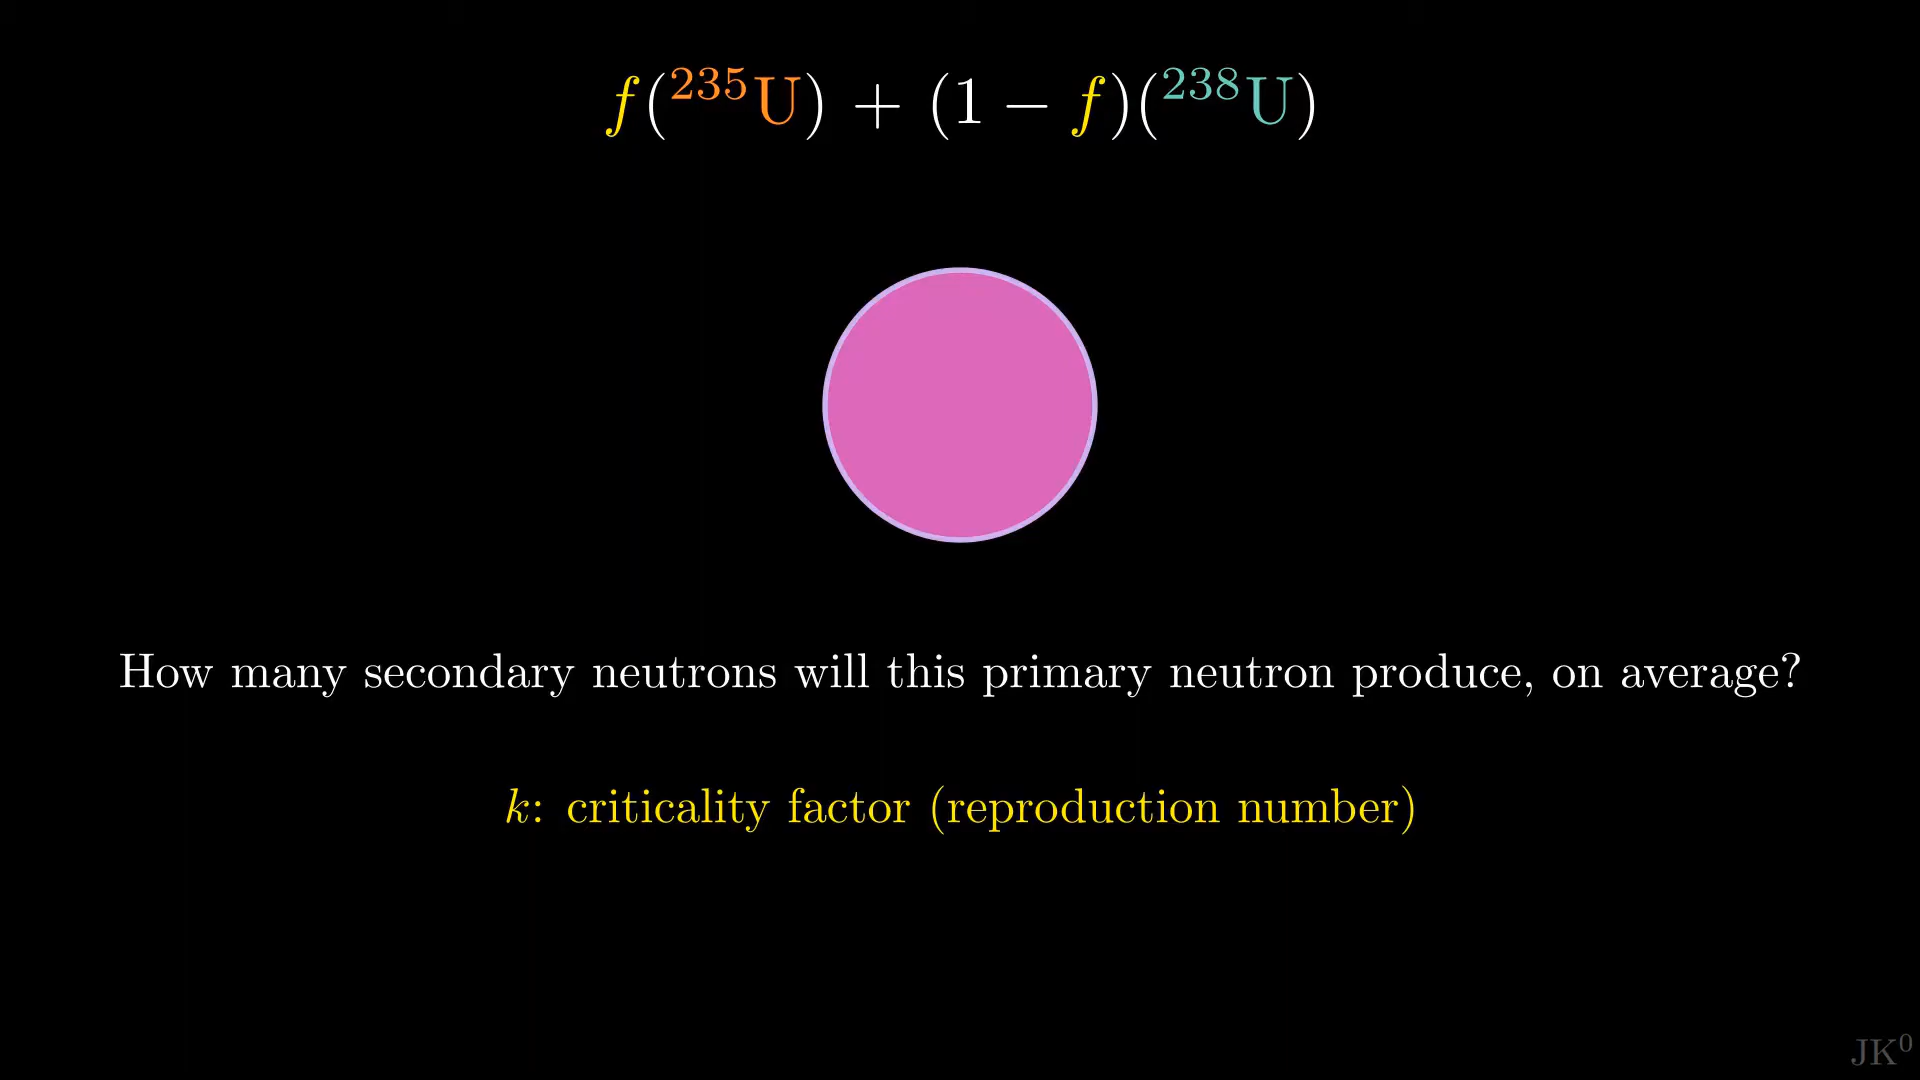 f(²³⁵U) + (1 − f)(²³⁸U)
How many secondary neutrons will this primary neutron produce, on average?
k: criticality factor (reproduction number)
JK⁰